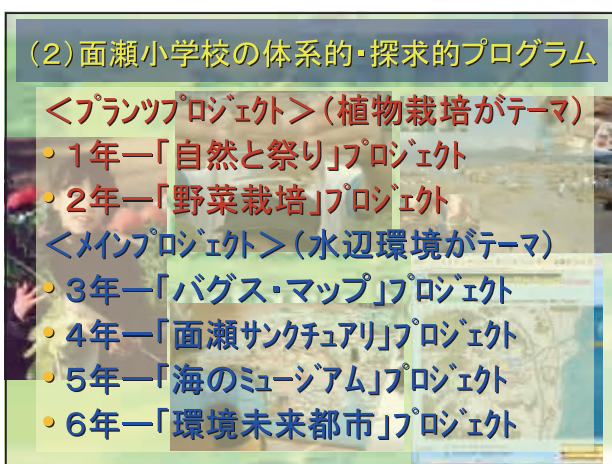 (2)面瀬小学校の体系的・探求的プログラム
＜プランツプロジェクト＞(植物栽培がテーマ)
・1年ー「自然と祭り」プロジェクト
・2年ー「野菜栽培」プロジェクト
＜メインプロジェクト＞(水辺環境がテーマ)
・3年ー「バグス・マップ」プロジェクト
・4年ー「面瀬サンクチュアリ」プロジェクト
・5年ー「海のミュージアム」プロジェクト
・6年ー「環境未来都市」プロジェクト